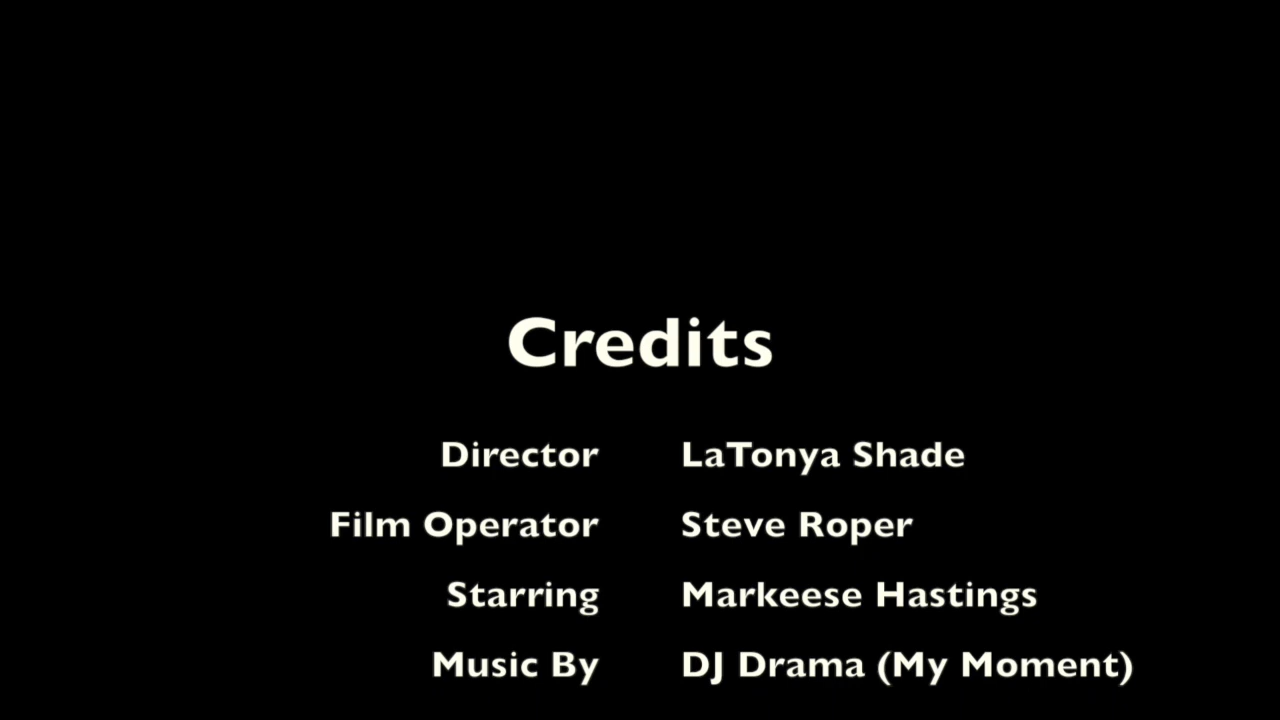 Credits
Director LaTonya Shade
Film Operator Steve Roper
Starring Markeese Hastings
Music By DJ Drama (My Moment)